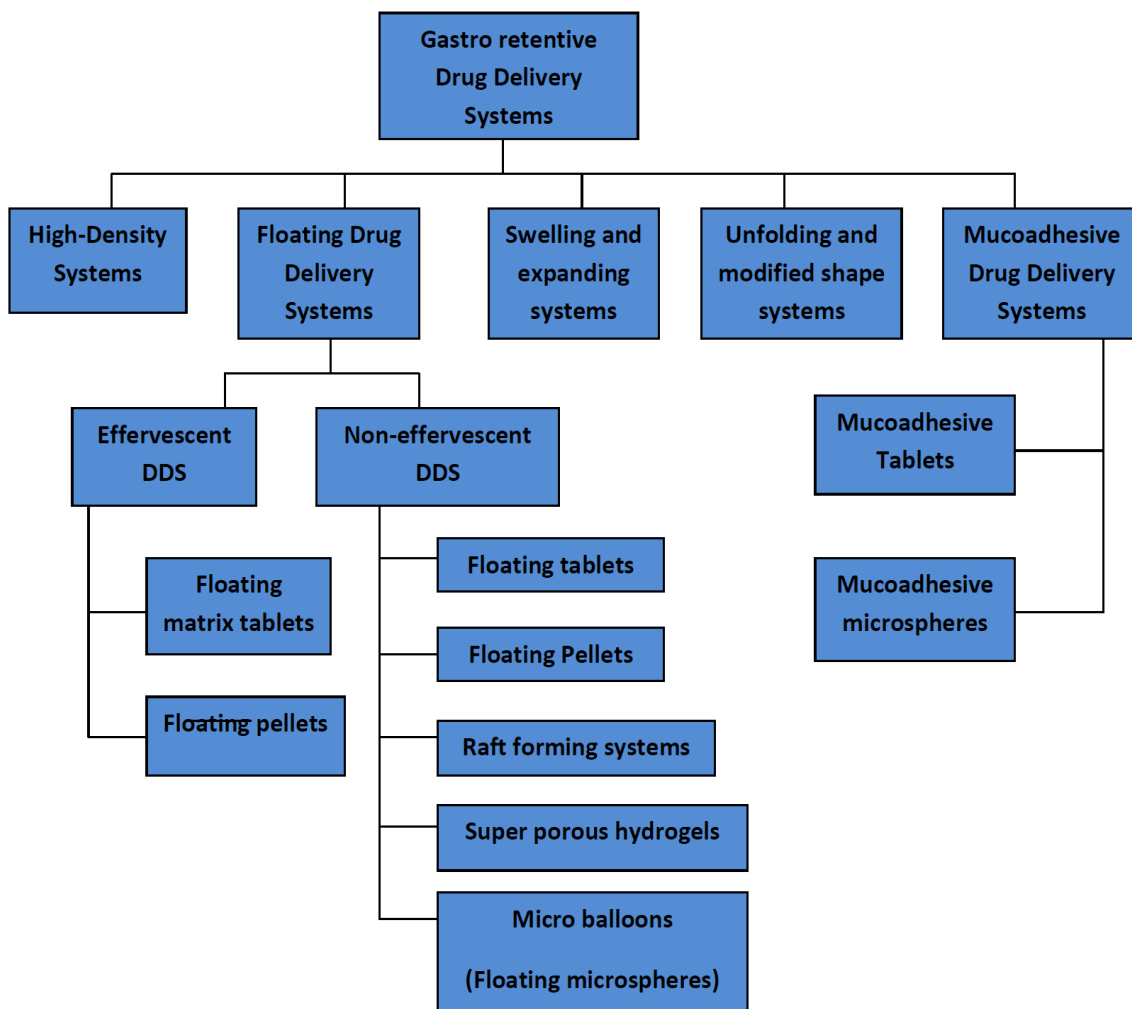 Gastro retentive
Drug Delivery
Systems
High-Density
Systems
Floating Drug
Delivery
Systems
Swelling and
expanding
systems
Unfolding and
modified shape
systems
Mucoadhesive
Drug Delivery
Systems
Effervescent
DDS
Non-effervescent
DDS
Mucoadhesive
Tablets
Floating
matrix tablets
Floating pellets
Floating tablets
Floating Pellets
Raft forming systems
Super porous hydrogels
Micro balloons
(Floating microspheres)
Mucoadhesive
microspheres